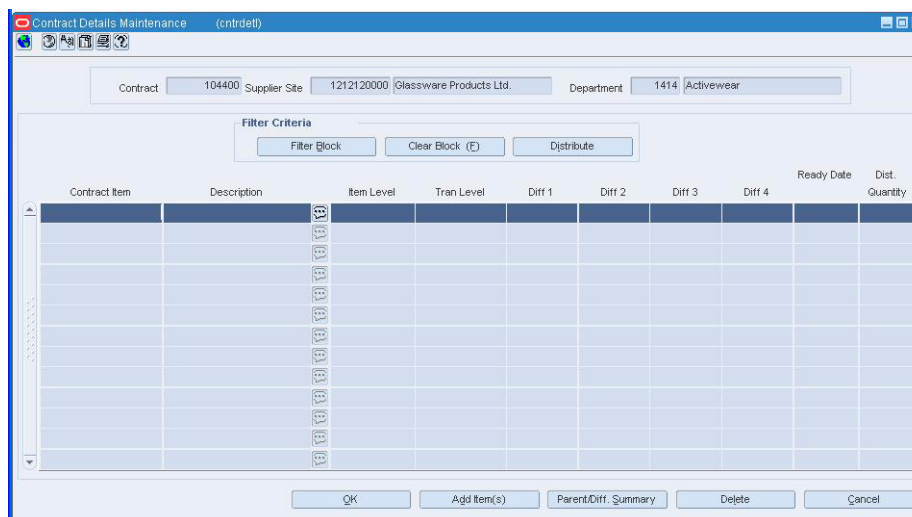 Contract Details Maintenance (cntrdetl)
Contract 104400 Supplier Site 1212120000 Glassware Products Ltd. Department 1414 Activewear
Filter Criteria
Filter Block Clear Block (F) Distribute
Ready Date Dist.
Contract Item Description Item Level Tran Level Diff 1 Diff 2 Diff 3 Diff 4 Quantity
OK Add Item(s) Parent/Diff. Summary Delete Cancel